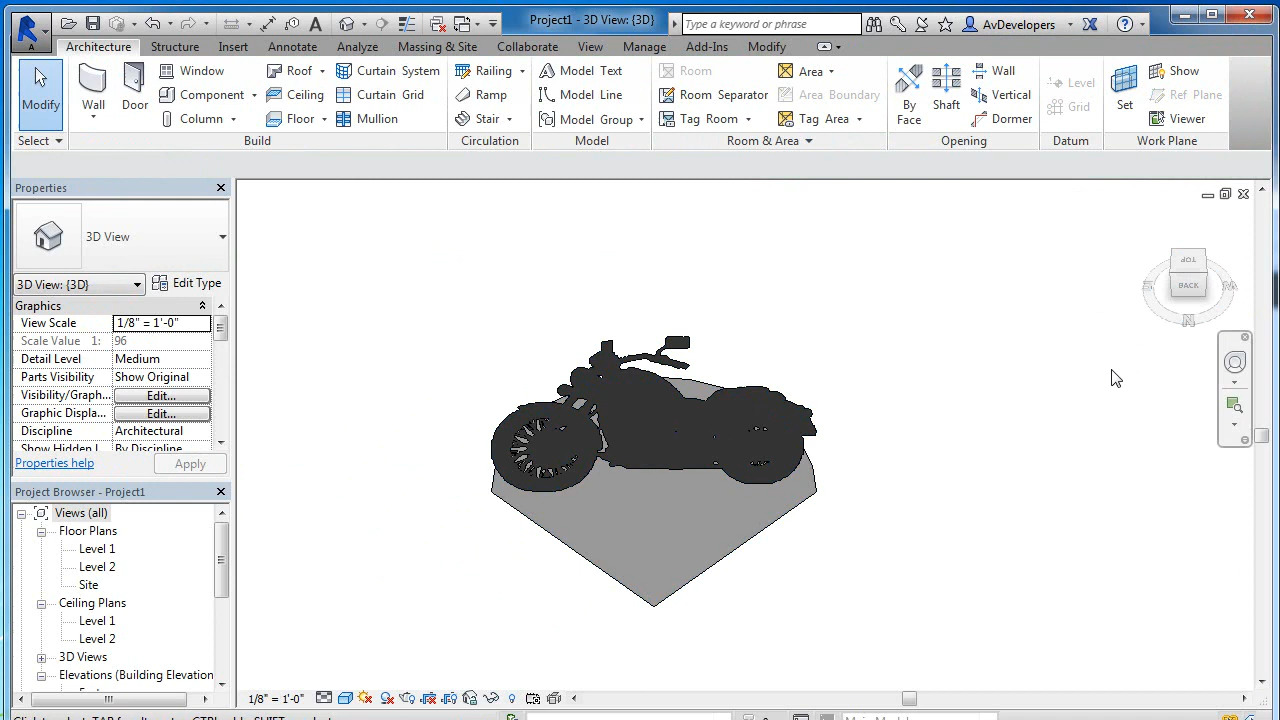 Project1 - 3D View: {3D}
Type a keyword or phrase
AvDevelopers
Architecture Structure Insert Annotate Analyze Massing & Site Collaborate View Manage Add-Ins Modify
Modify
Wall
Door
Window
Component
Column
Roof
Ceiling
Floor
Curtain System
Curtain Grid
Mullion
Railing
Ramp
Stair
Model Text
Model Line
Model Group
Room
Room Separator
Tag Room
Area
Area Boundary
Tag Area
By
Face
Shaft
Wall
Vertical
Dormer
Level
Grid
Set
Show
Ref Plane
Viewer
Select Build Circulation Model Room & Area Opening Datum Work Plane
Properties
3D View
3D View: {3D} Edit Type
Graphics
View Scale 1/8" = 1'-0"
Scale Value 1: 96
Detail Level Medium
Parts Visibility Show Original
Visibility/Graph... Edit...
Graphic Displa... Edit...
Discipline Architectural
Show Hidden L By Discipline
Properties help Apply
Project Browser - Project1
Views (all)
Floor Plans
Level 1
Level 2
Site
Ceiling Plans
Level 1
Level 2
3D Views
Elevations (Building Elevation
TOP
BACK
N
1/8" = 1'-0"